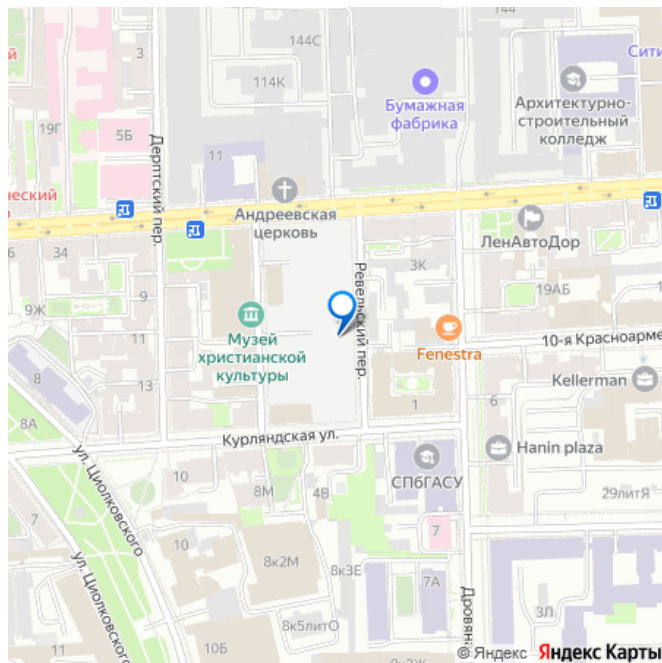 144
144С
й
114К
Бумажная
фабрика
Сити
Архитектурно-
строительный
колледж
19Г
5Б
Дерптский пер.
11
ческий
Андреевская
церковь
ЛенАвтоДор
6
34
3К
19АБ
9
9Ж
Ревельский пер.
Музей
христианской
культуры
Fenestra
10-я Красноарме
11
13
8
1
Kellerman
8А
Курляндская ул.
СПбГАСУ
Hanin plaza
ул. Циолковского
10
8М
4В
29литЯ
7
7
10
ул. Циолковского
8к2М
8к3Е
7А
Дровяна
3Л
10Б
8к5литО
11
9к3Ж
© Яндекс Яндекс Карты